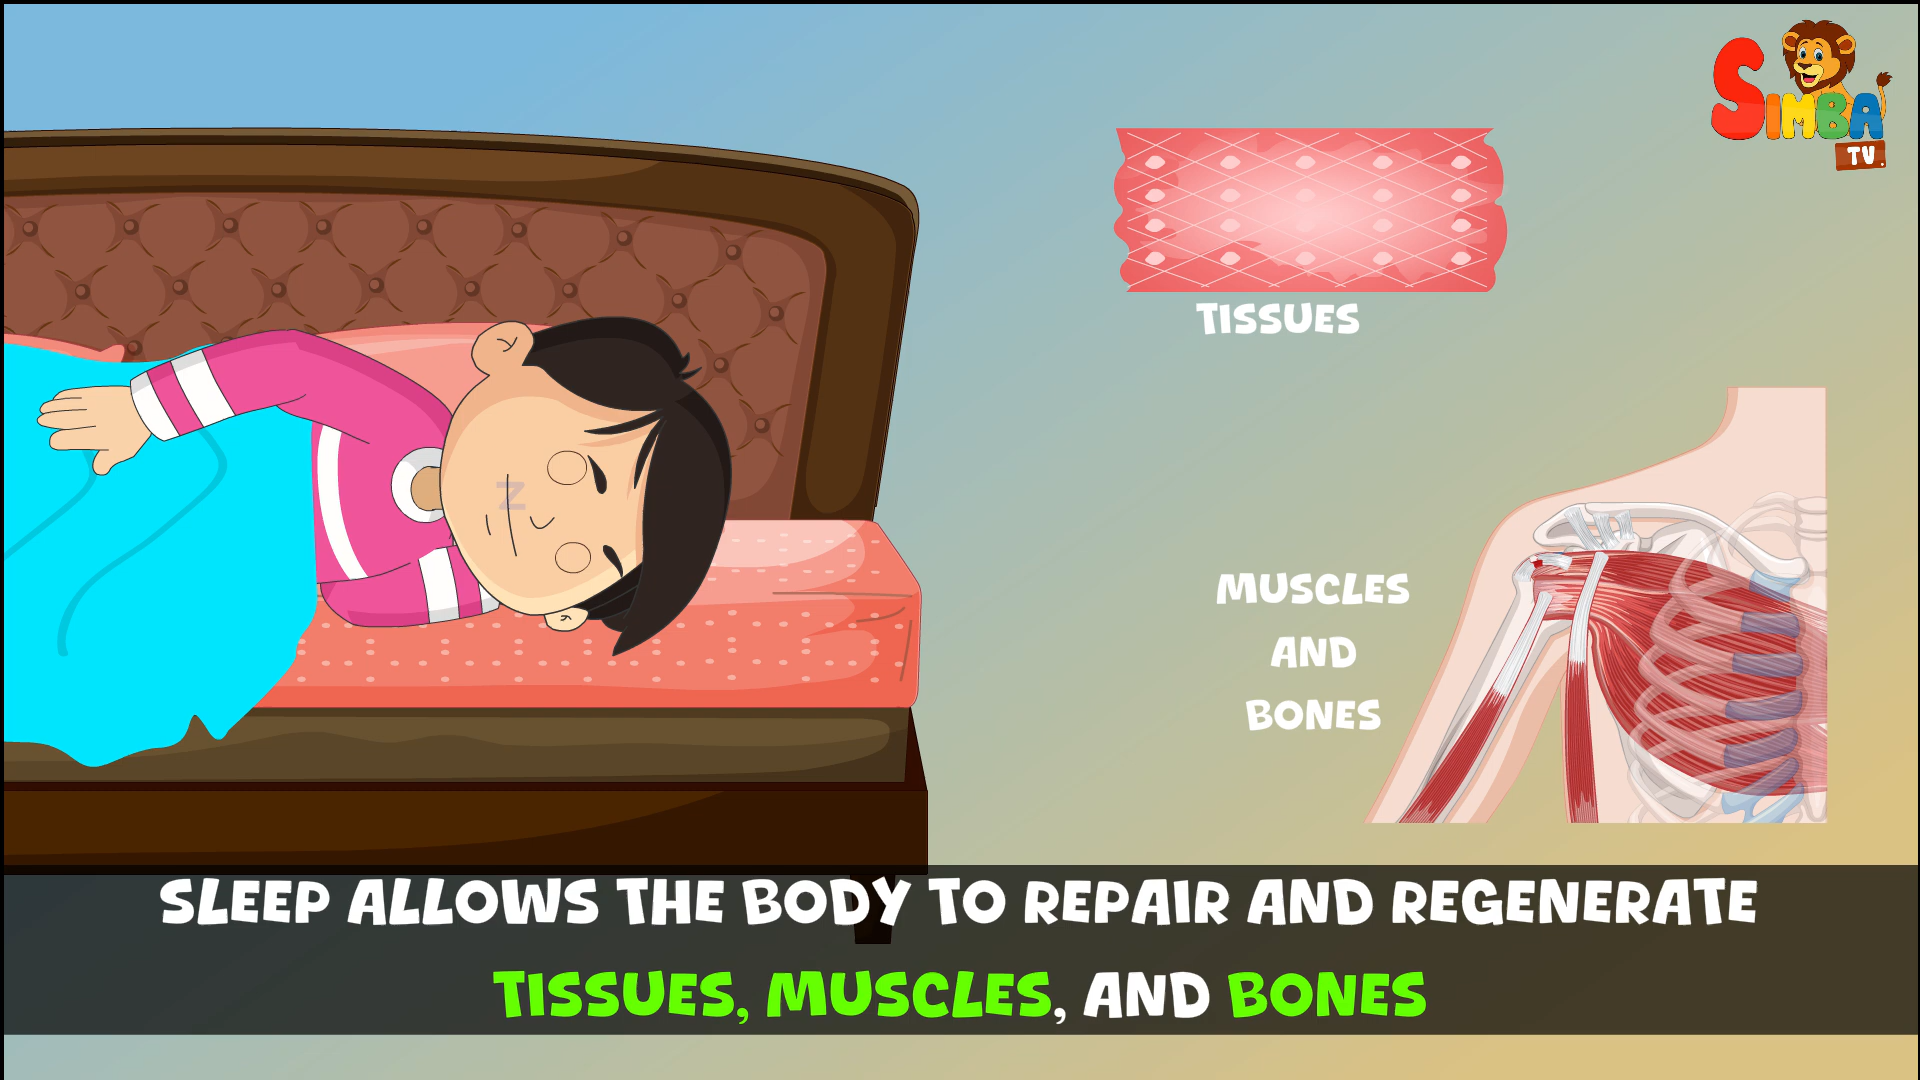 SIMBA
TV
TISSUES
MUSCLES
AND
BONES
Z
SLEEP ALLOWS THE BODY TO REPAIR AND REGENERATE
TISSUES, MUSCLES, AND BONES